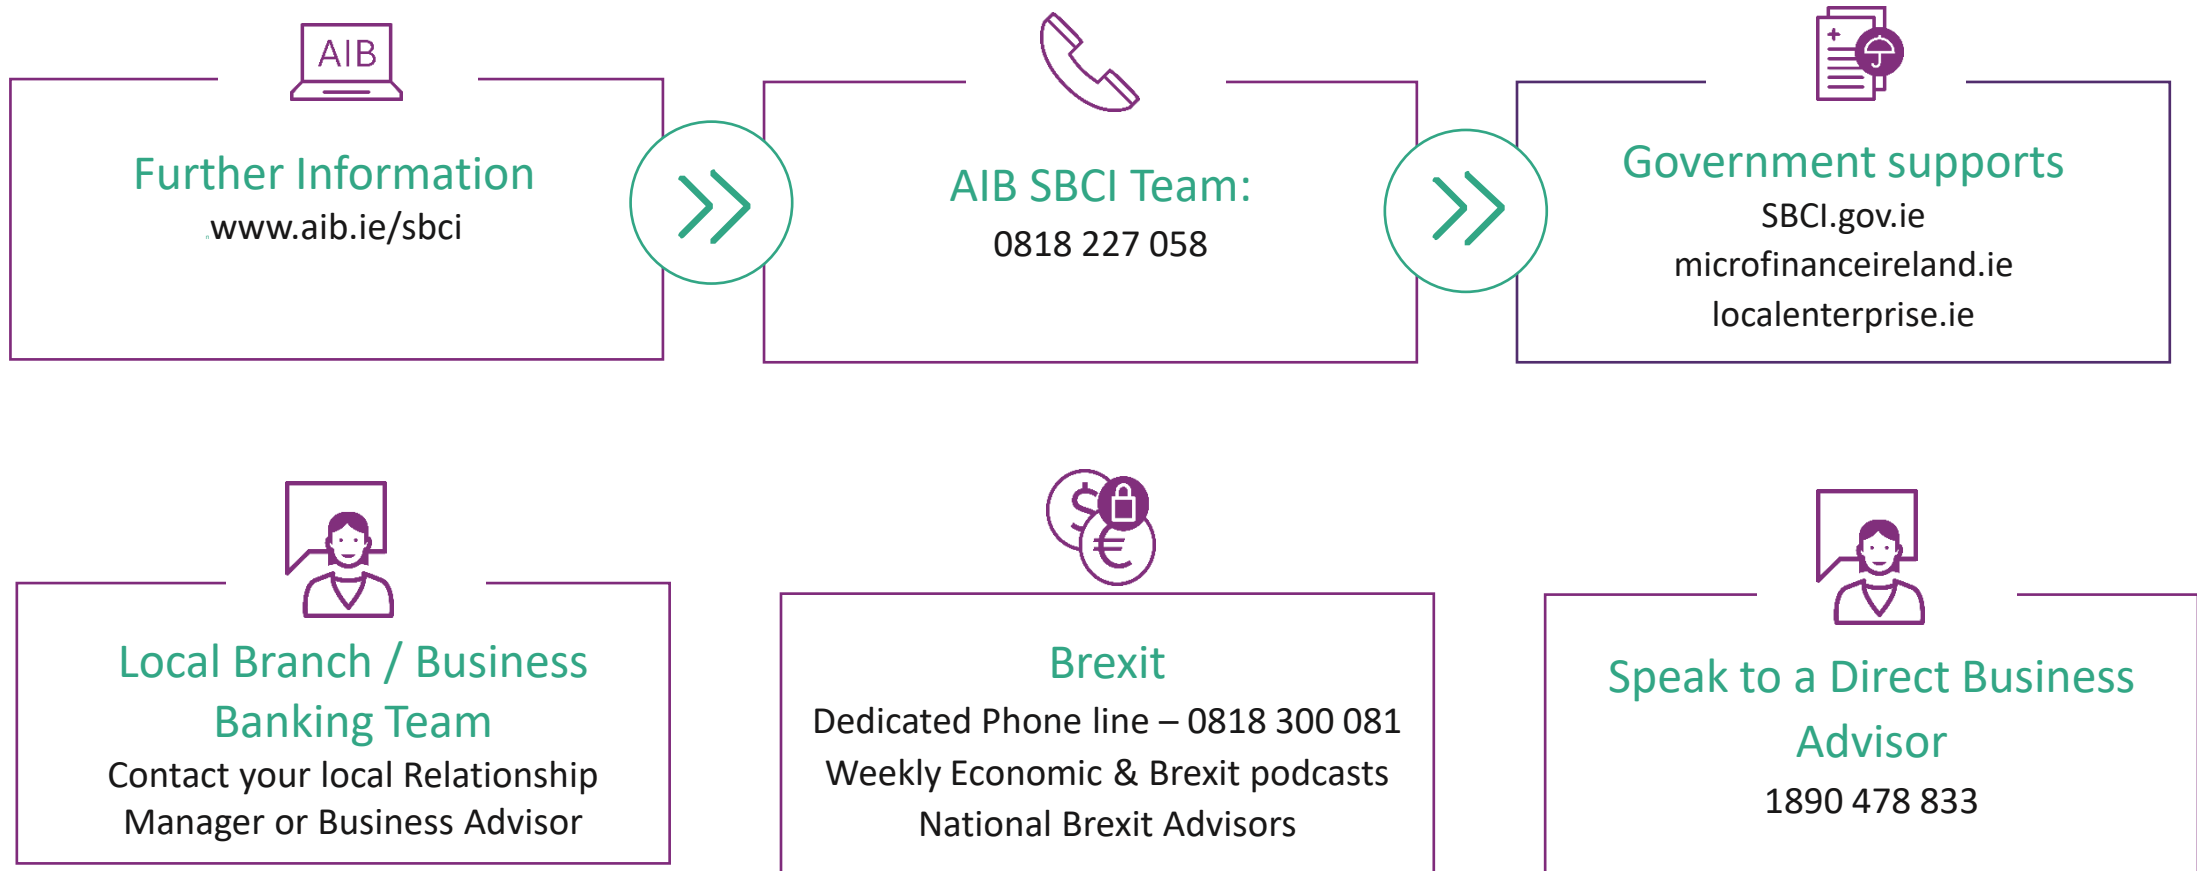 AIB
Further Information
www.aib.ie/sbci
AIB SBCI Team:
0818 227 058
Government supports
SBCI.gov.ie
microfinanceireland.ie
localenterprise.ie
Local Branch / Business
Banking Team
Contact your local Relationship
Manager or Business Advisor
$
€
Brexit
Dedicated Phone line – 0818 300 081
Weekly Economic & Brexit podcasts
National Brexit Advisors
Speak to a Direct Business
Advisor
1890 478 833